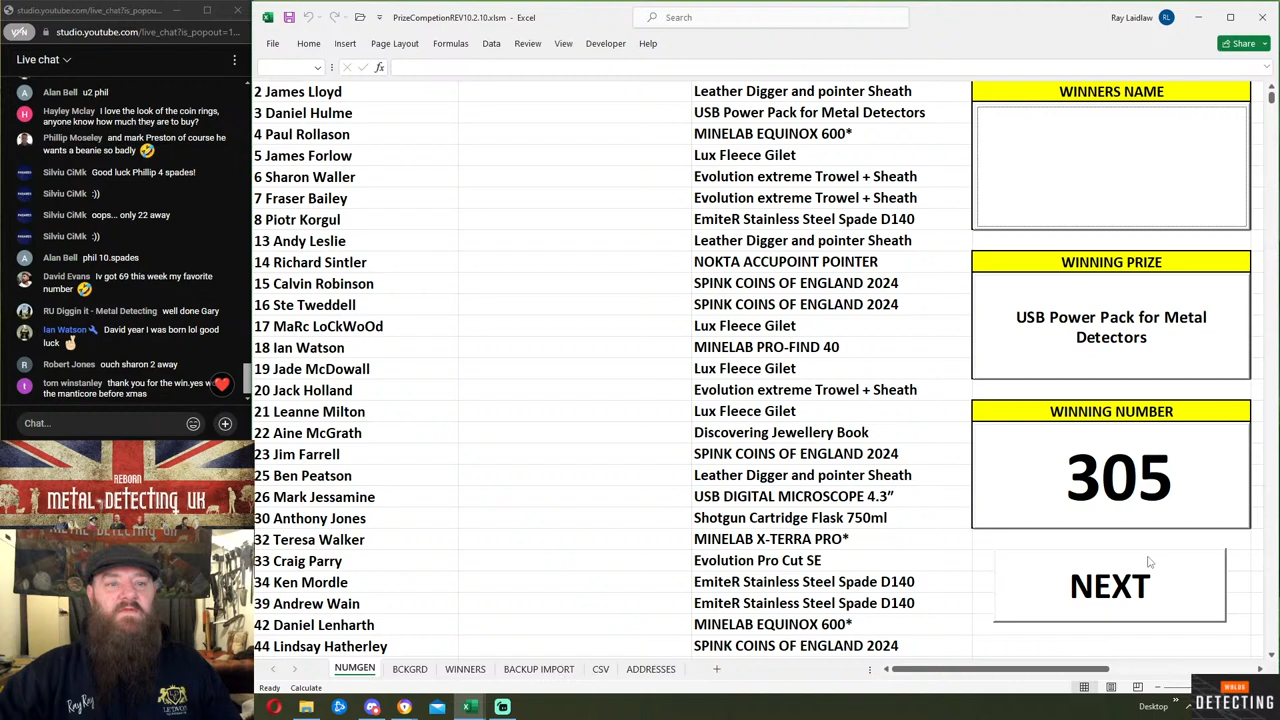 studio.youtube.com/live_chat?is_popout=1...
studio.youtube.com/live_chat?is_popout=1...
Live chat
Alan Bell u2 phil
Hayley Mclay I love the look of the coin rings,
anyone know how much they are to buy?
Phillip Moseley and mark Preston of course he
wants a beanie so badly 🤣
Silviu CiMk Good luck Phillip 4 spades!
Silviu CiMk :))
Silviu CiMk oops... only 22 away
Silviu CiMk :))
Alan Bell phil 10.spades
David Evans Iv got 69 this week my favorite
number 🤣
RU Diggin it - Metal Detecting well done Gary
Ian Watson David year I was born lol good
luck 🤞🏻
Robert Jones ouch sharon 2 away
tom winstanley thank you for the win.yes w
the manticore before xmas
Chat...
REBORN
METAL DETECTING UK
Ray Ray
PrizeCompetionREV10.2.10.xlsm - Excel
Search
Ray Laidlaw RL
File Home Insert Page Layout Formulas Data Review View Developer Help
Share
fx
2 James Lloyd Leather Digger and pointer Sheath
3 Daniel Hulme USB Power Pack for Metal Detectors
4 Paul Rollason MINELAB EQUINOX 600*
5 James Forlow Lux Fleece Gilet
6 Sharon Waller Evolution extreme Trowel + Sheath
7 Fraser Bailey Evolution extreme Trowel + Sheath
8 Piotr Korgul EmiteR Stainless Steel Spade D140
13 Andy Leslie Leather Digger and pointer Sheath
14 Richard Sintler NOKTA ACCUPOINT POINTER
15 Calvin Robinson SPINK COINS OF ENGLAND 2024
16 Ste Tweddell SPINK COINS OF ENGLAND 2024
17 MaRc LoCkWoOd Lux Fleece Gilet
18 Ian Watson MINELAB PRO-FIND 40
19 Jade McDowall Lux Fleece Gilet
20 Jack Holland Evolution extreme Trowel + Sheath
21 Leanne Milton Lux Fleece Gilet
22 Aine McGrath Discovering Jewellery Book
23 Jim Farrell SPINK COINS OF ENGLAND 2024
25 Ben Peatson Leather Digger and pointer Sheath
26 Mark Jessamine USB DIGITAL MICROSCOPE 4.3”
30 Anthony Jones Shotgun Cartridge Flask 750ml
32 Teresa Walker MINELAB X-TERRA PRO*
33 Craig Parry Evolution Pro Cut SE
34 Ken Mordle EmiteR Stainless Steel Spade D140
39 Andrew Wain EmiteR Stainless Steel Spade D140
42 Daniel Lenharth MINELAB EQUINOX 600*
44 Lindsay Hatherley SPINK COINS OF ENGLAND 2024
WINNERS NAME
WINNING PRIZE
USB Power Pack for Metal
Detectors
WINNING NUMBER
305
NEXT
NUMGEN BCKGRD WINNERS BACKUP IMPORT CSV ADDRESSES
Ready Calculate
Desktop
DETECTING